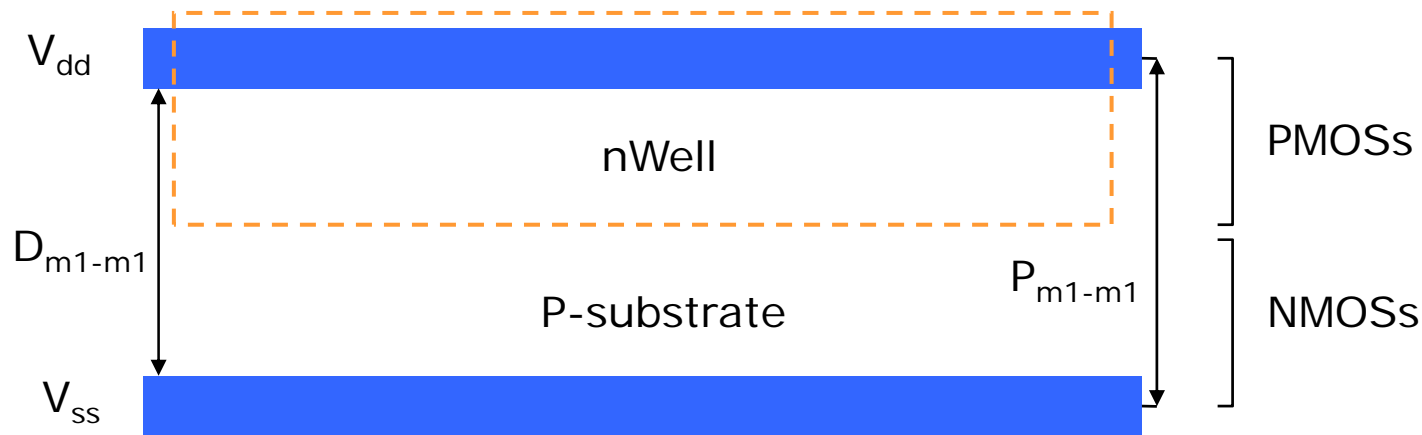 Vdd
nWell
PMOSs
Dm1-m1
Pm1-m1
P-substrate
NMOSs
Vss